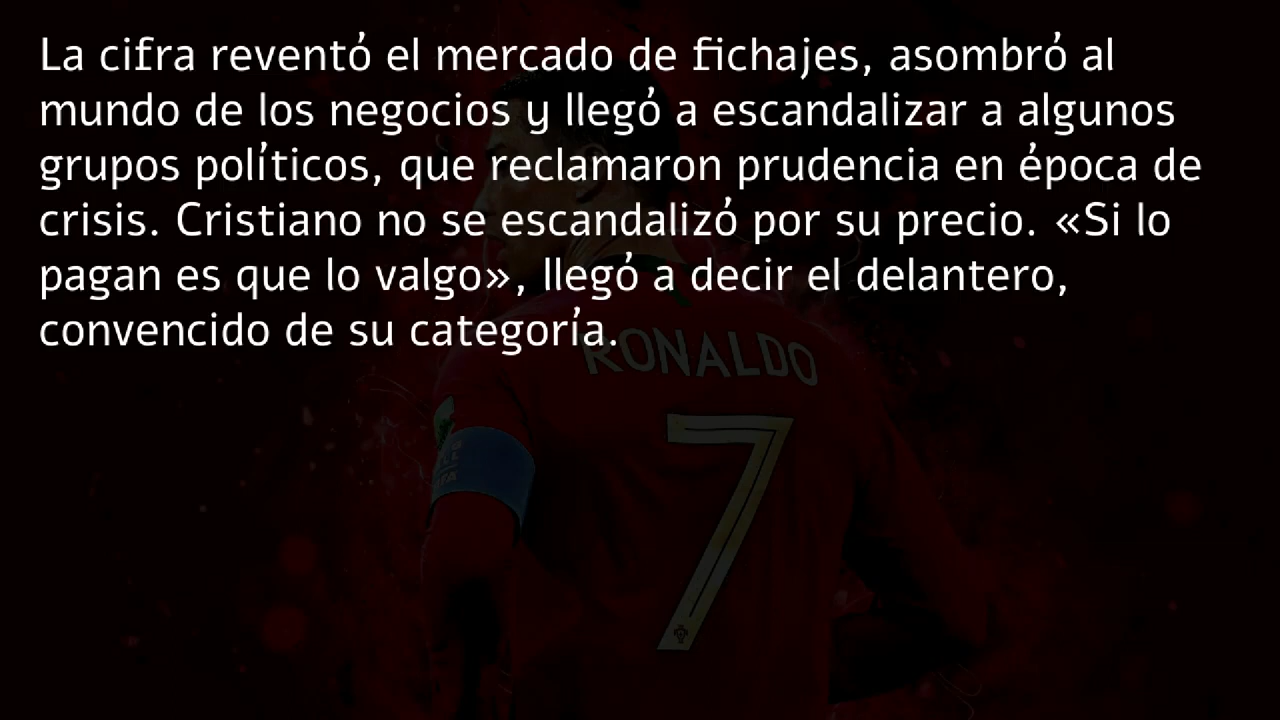 La cifra reventó el mercado de fichajes, asombró al
mundo de los negocios y llegó a escandalizar a algunos
grupos políticos, que reclamaron prudencia en época de
crisis. Cristiano no se escandalizó por su precio. «Si lo
pagan es que lo valgo», llegó a decir el delantero,
convencido de su categoría.
RONALDO
7